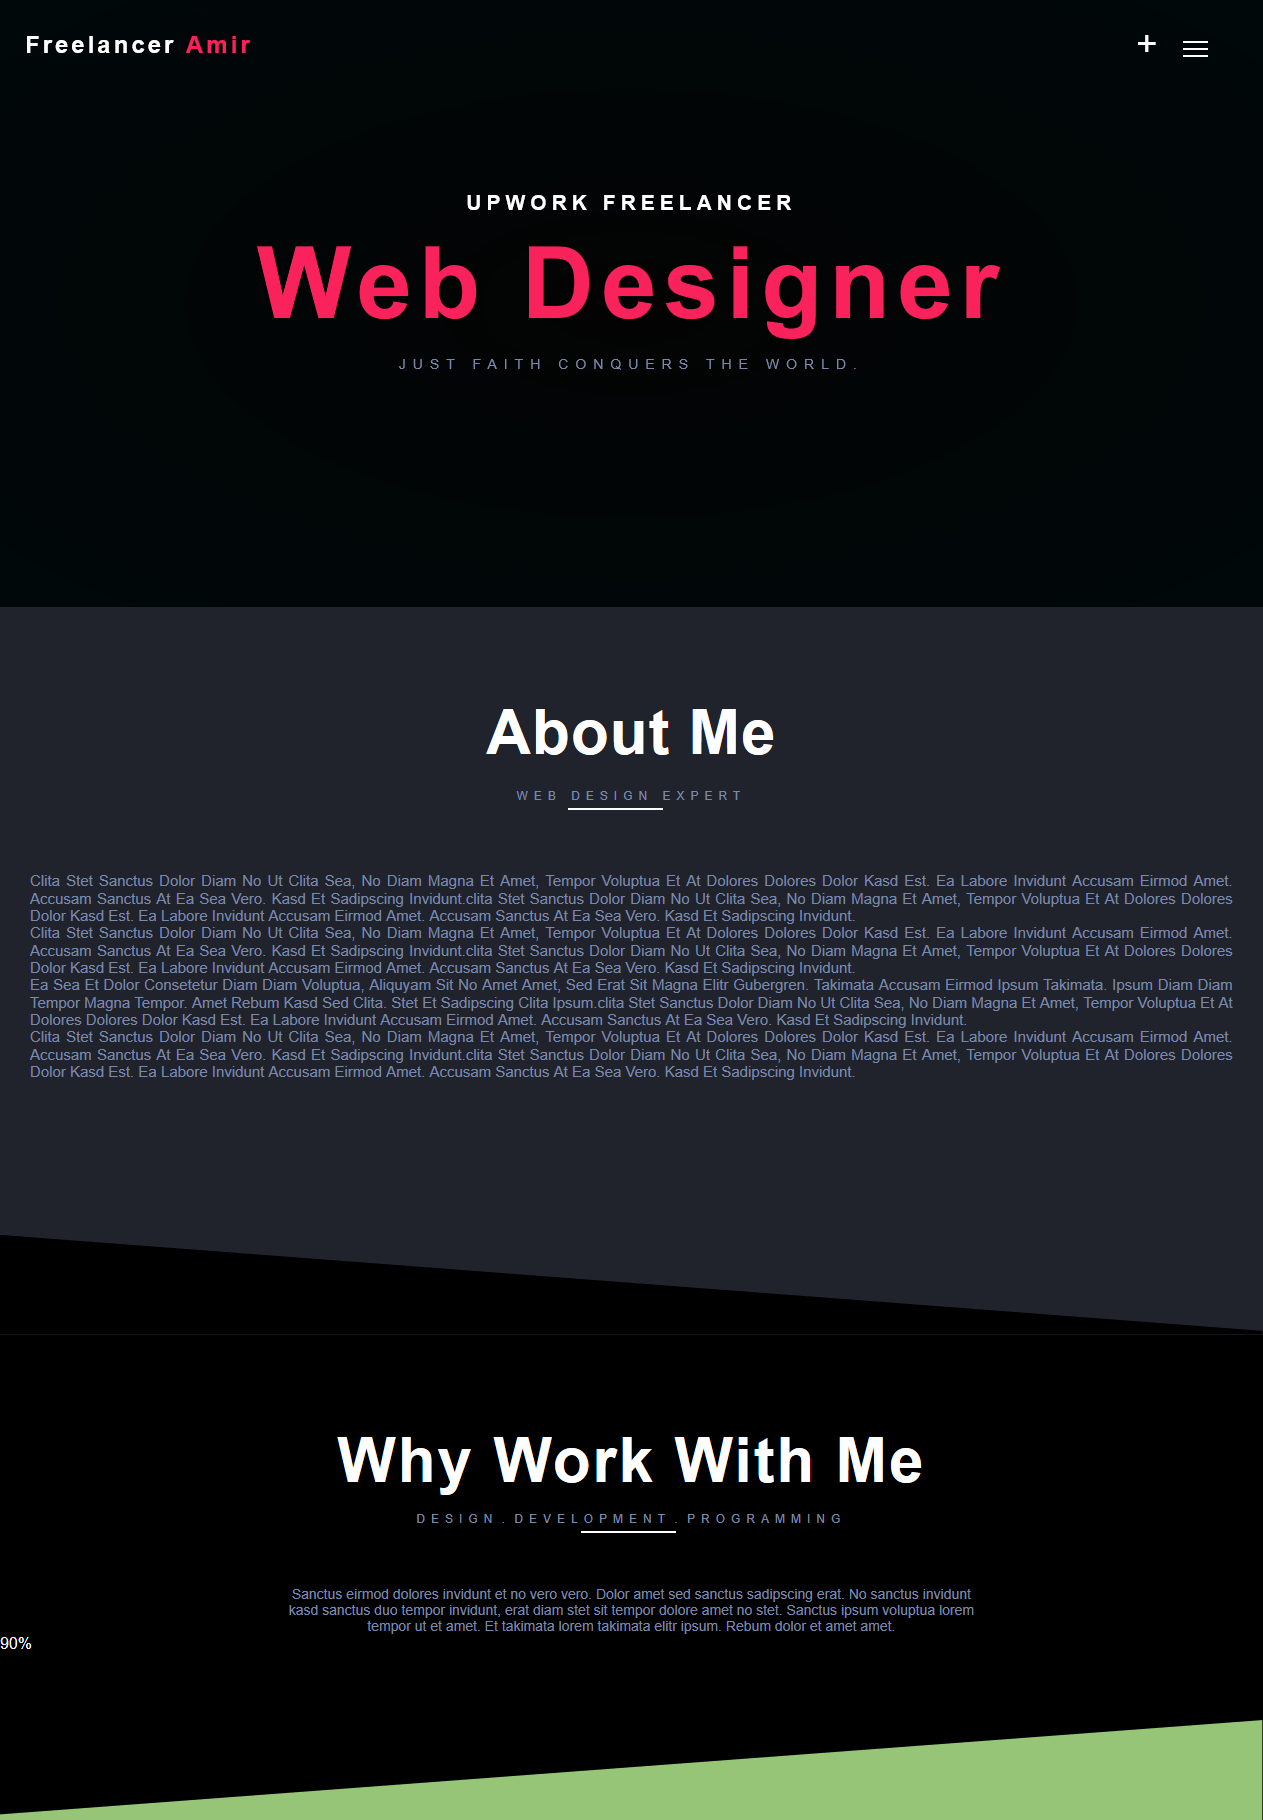 Freelancer Amir
+
UPWORK FREELANCER
Web Designer
JUST FAITH CONQUERS THE WORLD.
About Me
WEB DESIGN EXPERT
Clita Stet Sanctus Dolor Diam No Ut Clita Sea, No Diam Magna Et Amet, Tempor Voluptua Et At Dolores Dolores Dolor Kasd Est. Ea Labore Invidunt Accusam Eirmod Amet.
Accusam Sanctus At Ea Sea Vero. Kasd Et Sadipscing Invidunt.clita Stet Sanctus Dolor Diam No Ut Clita Sea, No Diam Magna Et Amet, Tempor Voluptua Et At Dolores Dolores
Dolor Kasd Est. Ea Labore Invidunt Accusam Eirmod Amet. Accusam Sanctus At Ea Sea Vero. Kasd Et Sadipscing Invidunt.
Clita Stet Sanctus Dolor Diam No Ut Clita Sea, No Diam Magna Et Amet, Tempor Voluptua Et At Dolores Dolores Dolor Kasd Est. Ea Labore Invidunt Accusam Eirmod Amet.
Accusam Sanctus At Ea Sea Vero. Kasd Et Sadipscing Invidunt.clita Stet Sanctus Dolor Diam No Ut Clita Sea, No Diam Magna Et Amet, Tempor Voluptua Et At Dolores Dolores
Dolor Kasd Est. Ea Labore Invidunt Accusam Eirmod Amet. Accusam Sanctus At Ea Sea Vero. Kasd Et Sadipscing Invidunt.
Ea Sea Et Dolor Consetetur Diam Diam Voluptua, Aliquyam Sit No Amet Amet, Sed Erat Sit Magna Elitr Gubergren. Takimata Accusam Eirmod Ipsum Takimata. Ipsum Diam Diam
Tempor Magna Tempor. Amet Rebum Kasd Sed Clita. Stet Et Sadipscing Clita Ipsum.clita Stet Sanctus Dolor Diam No Ut Clita Sea, No Diam Magna Et Amet, Tempor Voluptua Et At
Dolores Dolores Dolor Kasd Est. Ea Labore Invidunt Accusam Eirmod Amet. Accusam Sanctus At Ea Sea Vero. Kasd Et Sadipscing Invidunt.
Clita Stet Sanctus Dolor Diam No Ut Clita Sea, No Diam Magna Et Amet, Tempor Voluptua Et At Dolores Dolores Dolor Kasd Est. Ea Labore Invidunt Accusam Eirmod Amet.
Accusam Sanctus At Ea Sea Vero. Kasd Et Sadipscing Invidunt.clita Stet Sanctus Dolor Diam No Ut Clita Sea, No Diam Magna Et Amet, Tempor Voluptua Et At Dolores Dolores
Dolor Kasd Est. Ea Labore Invidunt Accusam Eirmod Amet. Accusam Sanctus At Ea Sea Vero. Kasd Et Sadipscing Invidunt.
Why Work With Me
DESIGN.DEVELOPMENT.PROGRAMMING
Sanctus eirmod dolores invidunt et no vero vero. Dolor amet sed sanctus sadipscing erat. No sanctus invidunt
kasd sanctus duo tempor invidunt, erat diam stet sit tempor dolore amet no stet. Sanctus ipsum voluptua lorem
tempor ut et amet. Et takimata lorem takimata elitr ipsum. Rebum dolor et amet amet.
90%